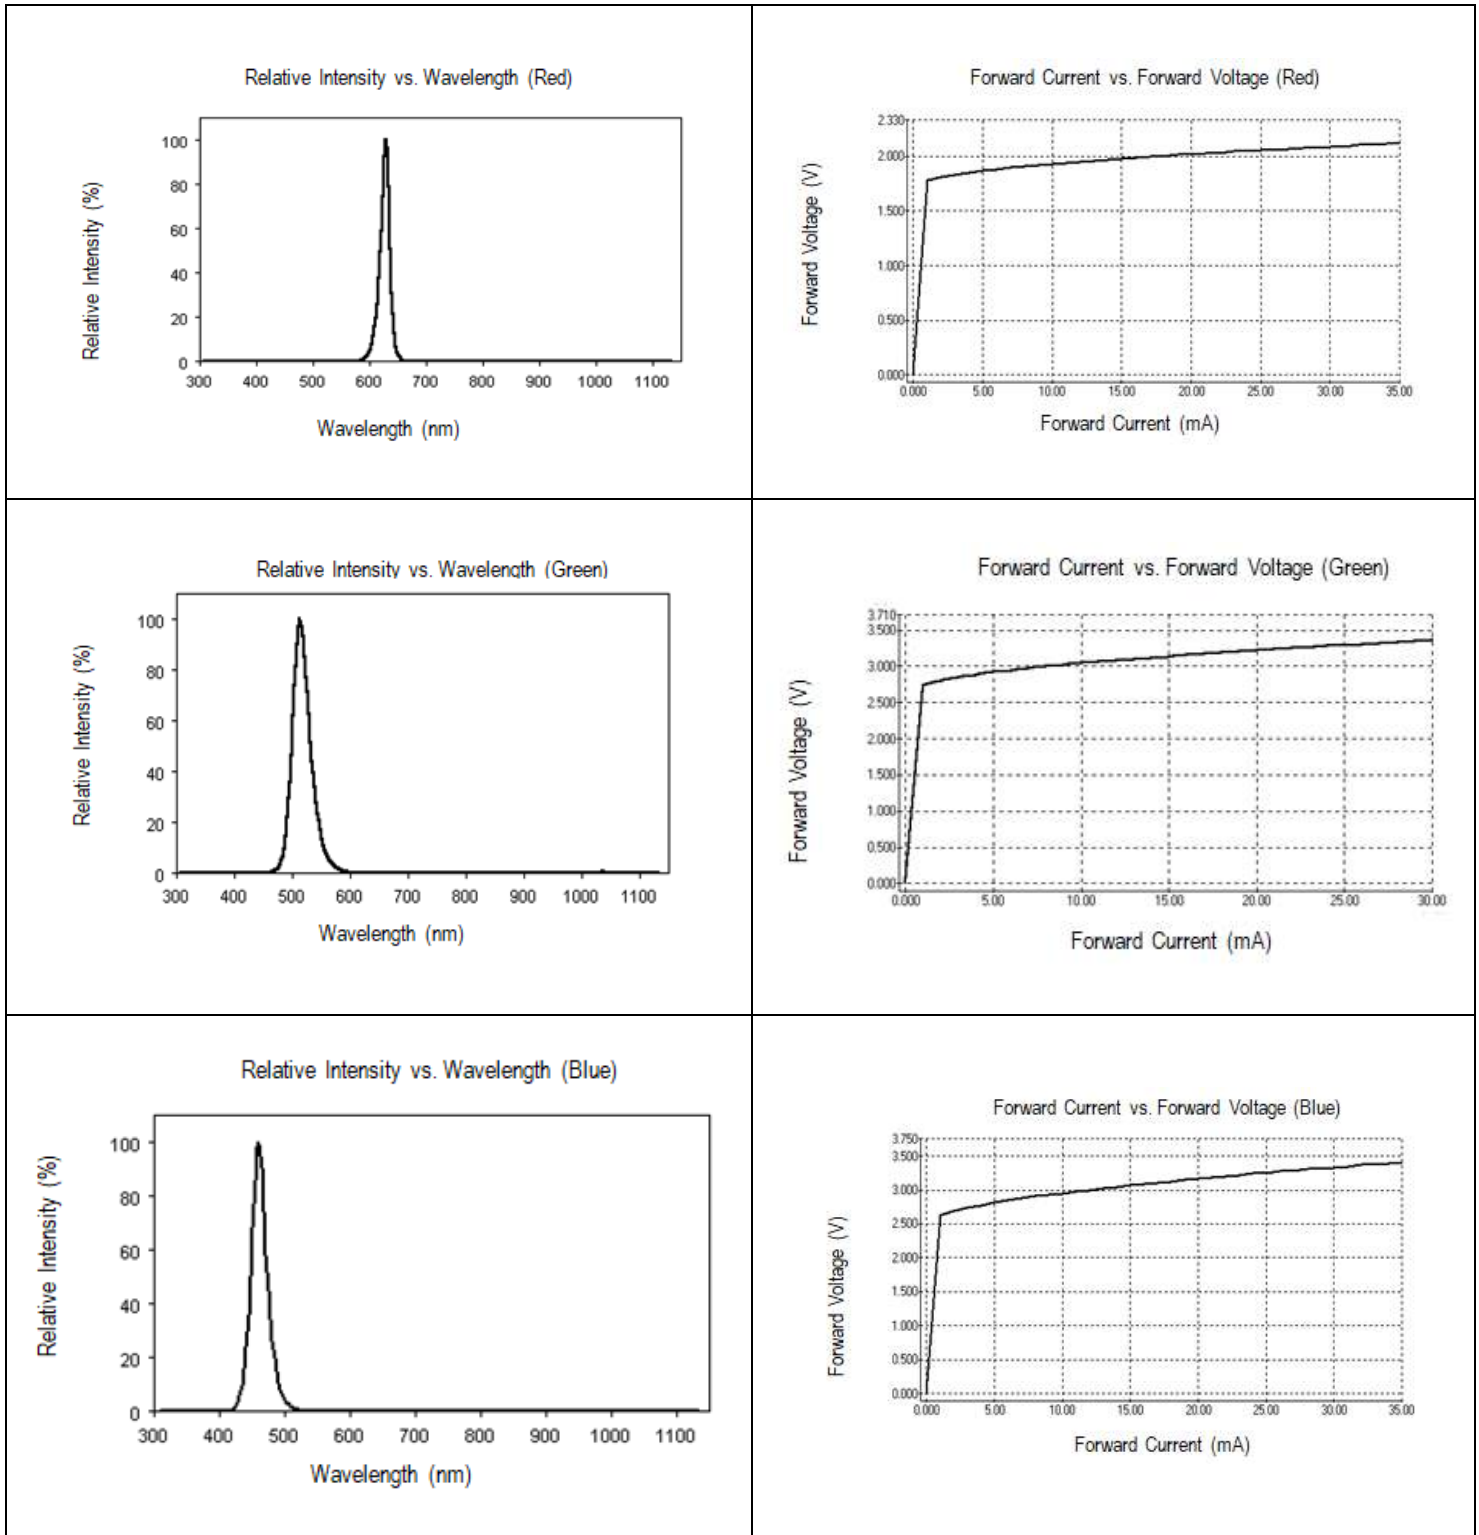 Relative Intensity vs. Wavelength (Red)
Relative Intensity (%)
100
80
60
40
20
0
300 400 500 600 700 800 900 1000 1100
Wavelength (nm)
Forward Current vs. Forward Voltage (Red)
Forward Voltage (V)
2.330
2.000
1.500
1.000
0.500
0.000
0.000 5.00 10.00 15.00 20.00 25.00 30.00 35.00
Forward Current (mA)
Relative Intensity vs. Wavelength (Green)
Relative Intensity (%)
100
80
60
40
20
0
300 400 500 600 700 800 900 1000 1100
Wavelength (nm)
Forward Current vs. Forward Voltage (Green)
Forward Voltage (V)
3.710
3.500
3.000
2.500
2.000
1.500
1.000
0.500
0.000
0.000 5.00 10.00 15.00 20.00 25.00 30.00
Forward Current (mA)
Relative Intensity vs. Wavelength (Blue)
Relative Intensity (%)
100
80
60
40
20
0
300 400 500 600 700 800 900 1000 1100
Wavelength (nm)
Forward Current vs. Forward Voltage (Blue)
Forward Voltage (V)
3.750
3.500
3.000
2.500
2.000
1.500
1.000
0.500
0.000
0.000 5.00 10.00 15.00 20.00 25.00 30.00 35.00
Forward Current (mA)